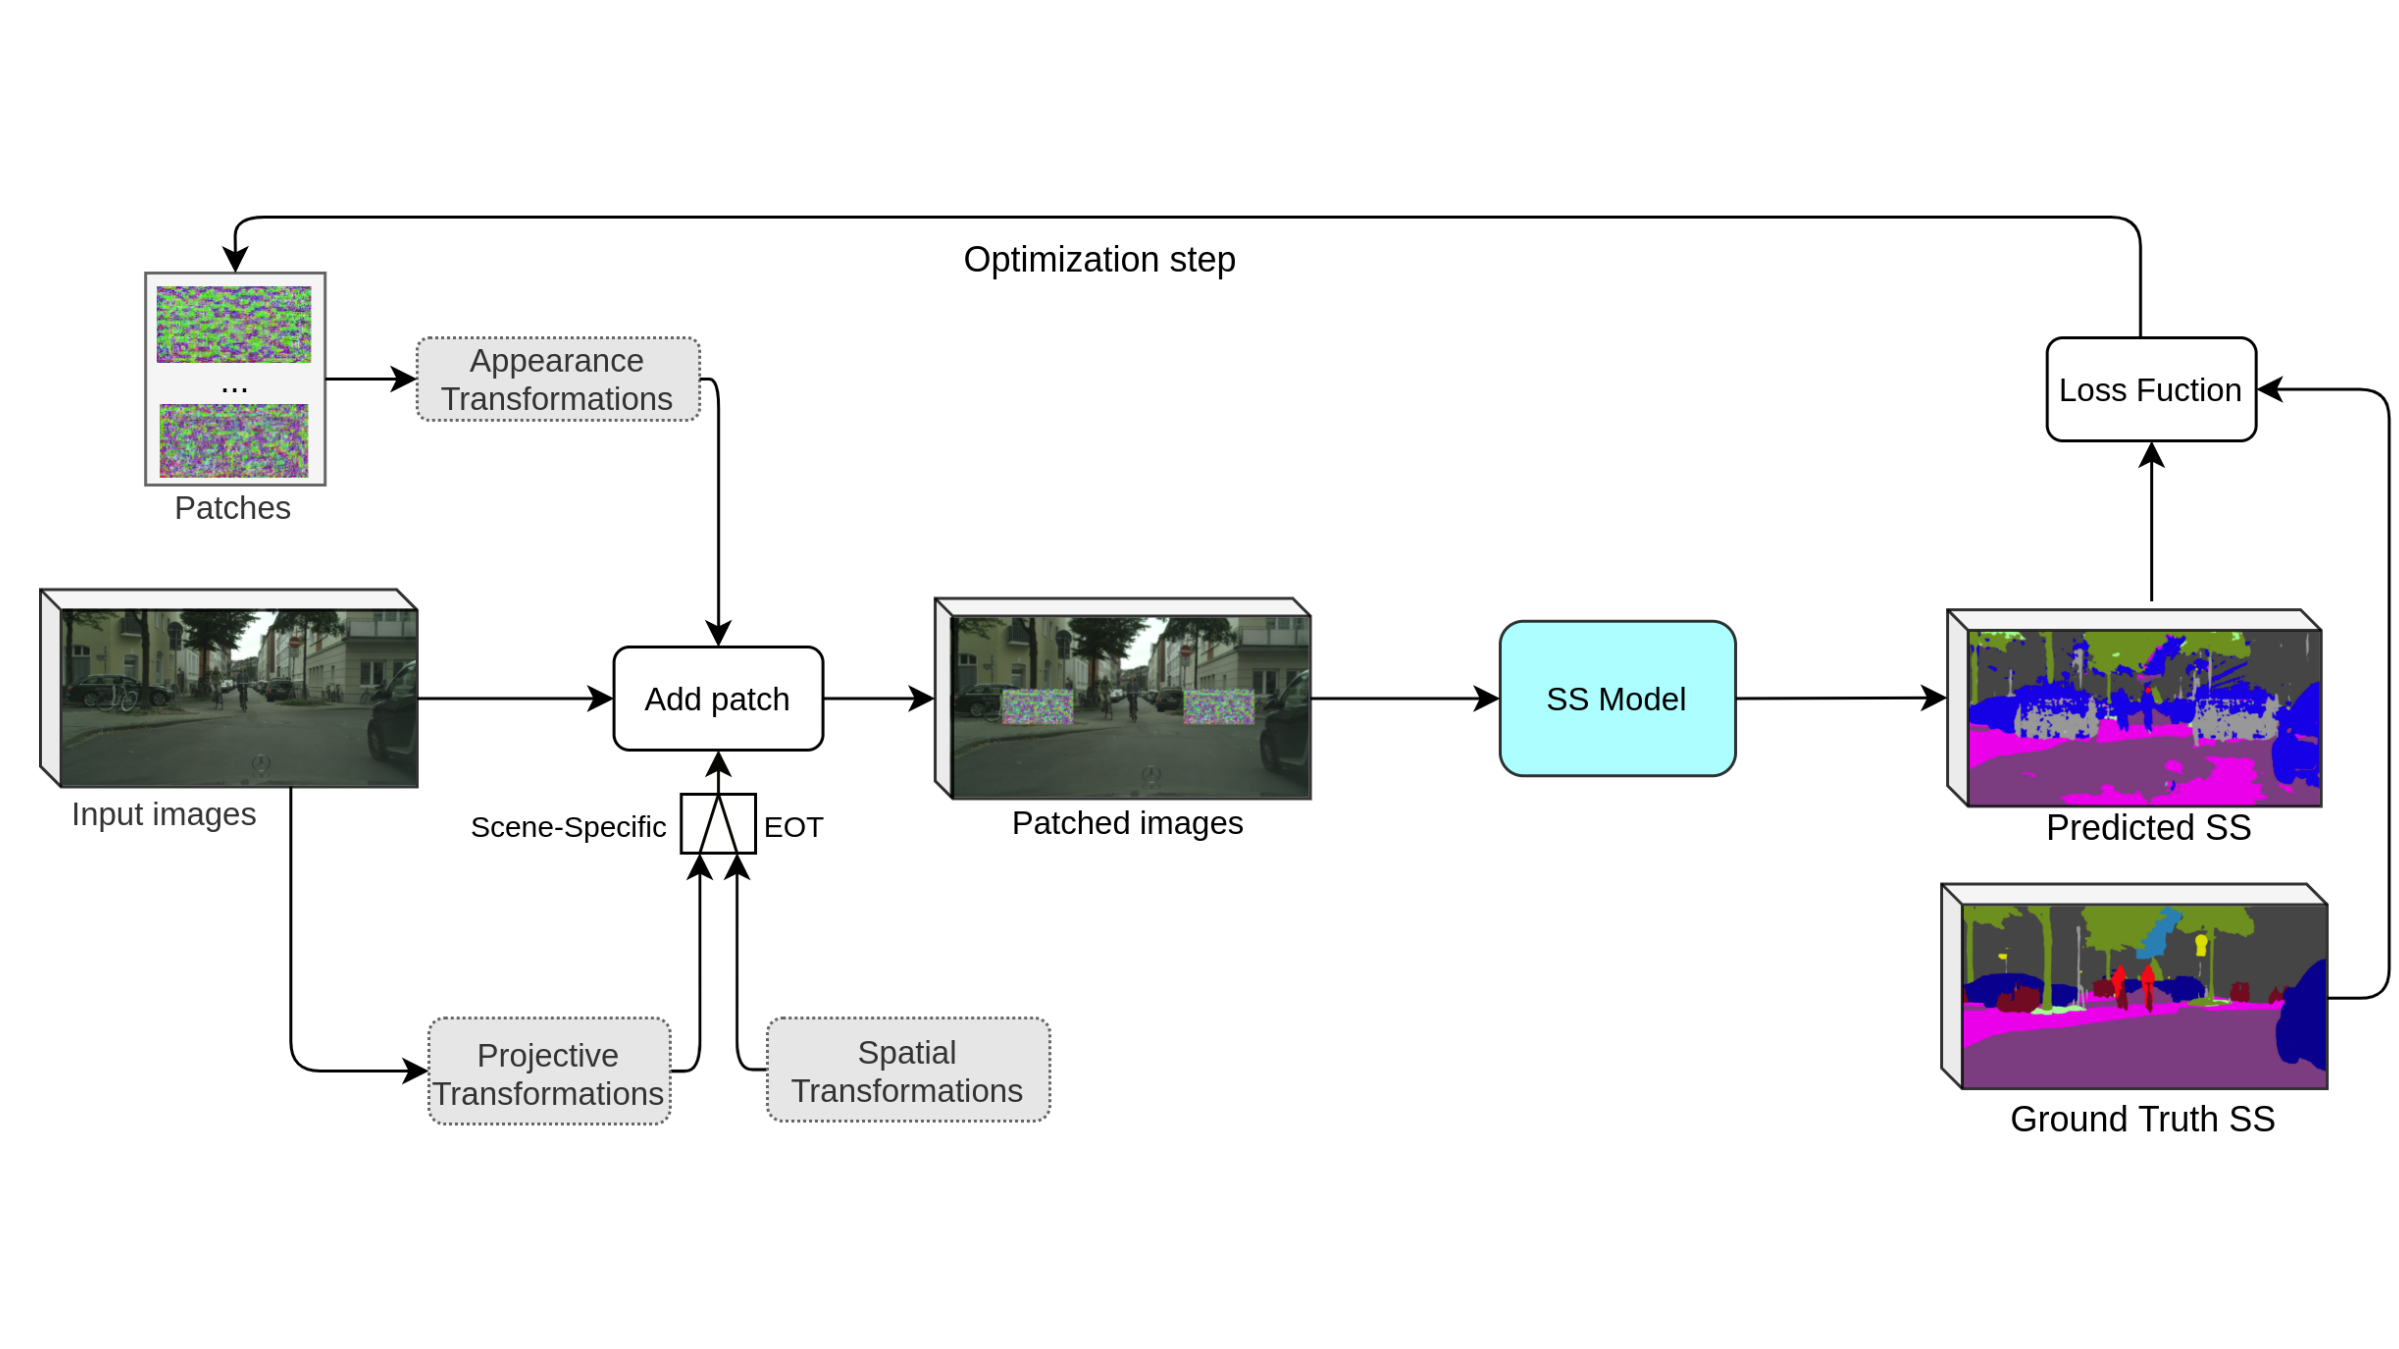 Optimization step
...
Patches
Appearance
Transformations
Loss Fuction
Input images
Add patch
Scene-Specific
EOT
Patched images
SS Model
Predicted SS
Projective
Transformations
Spatial
Transformations
Ground Truth SS